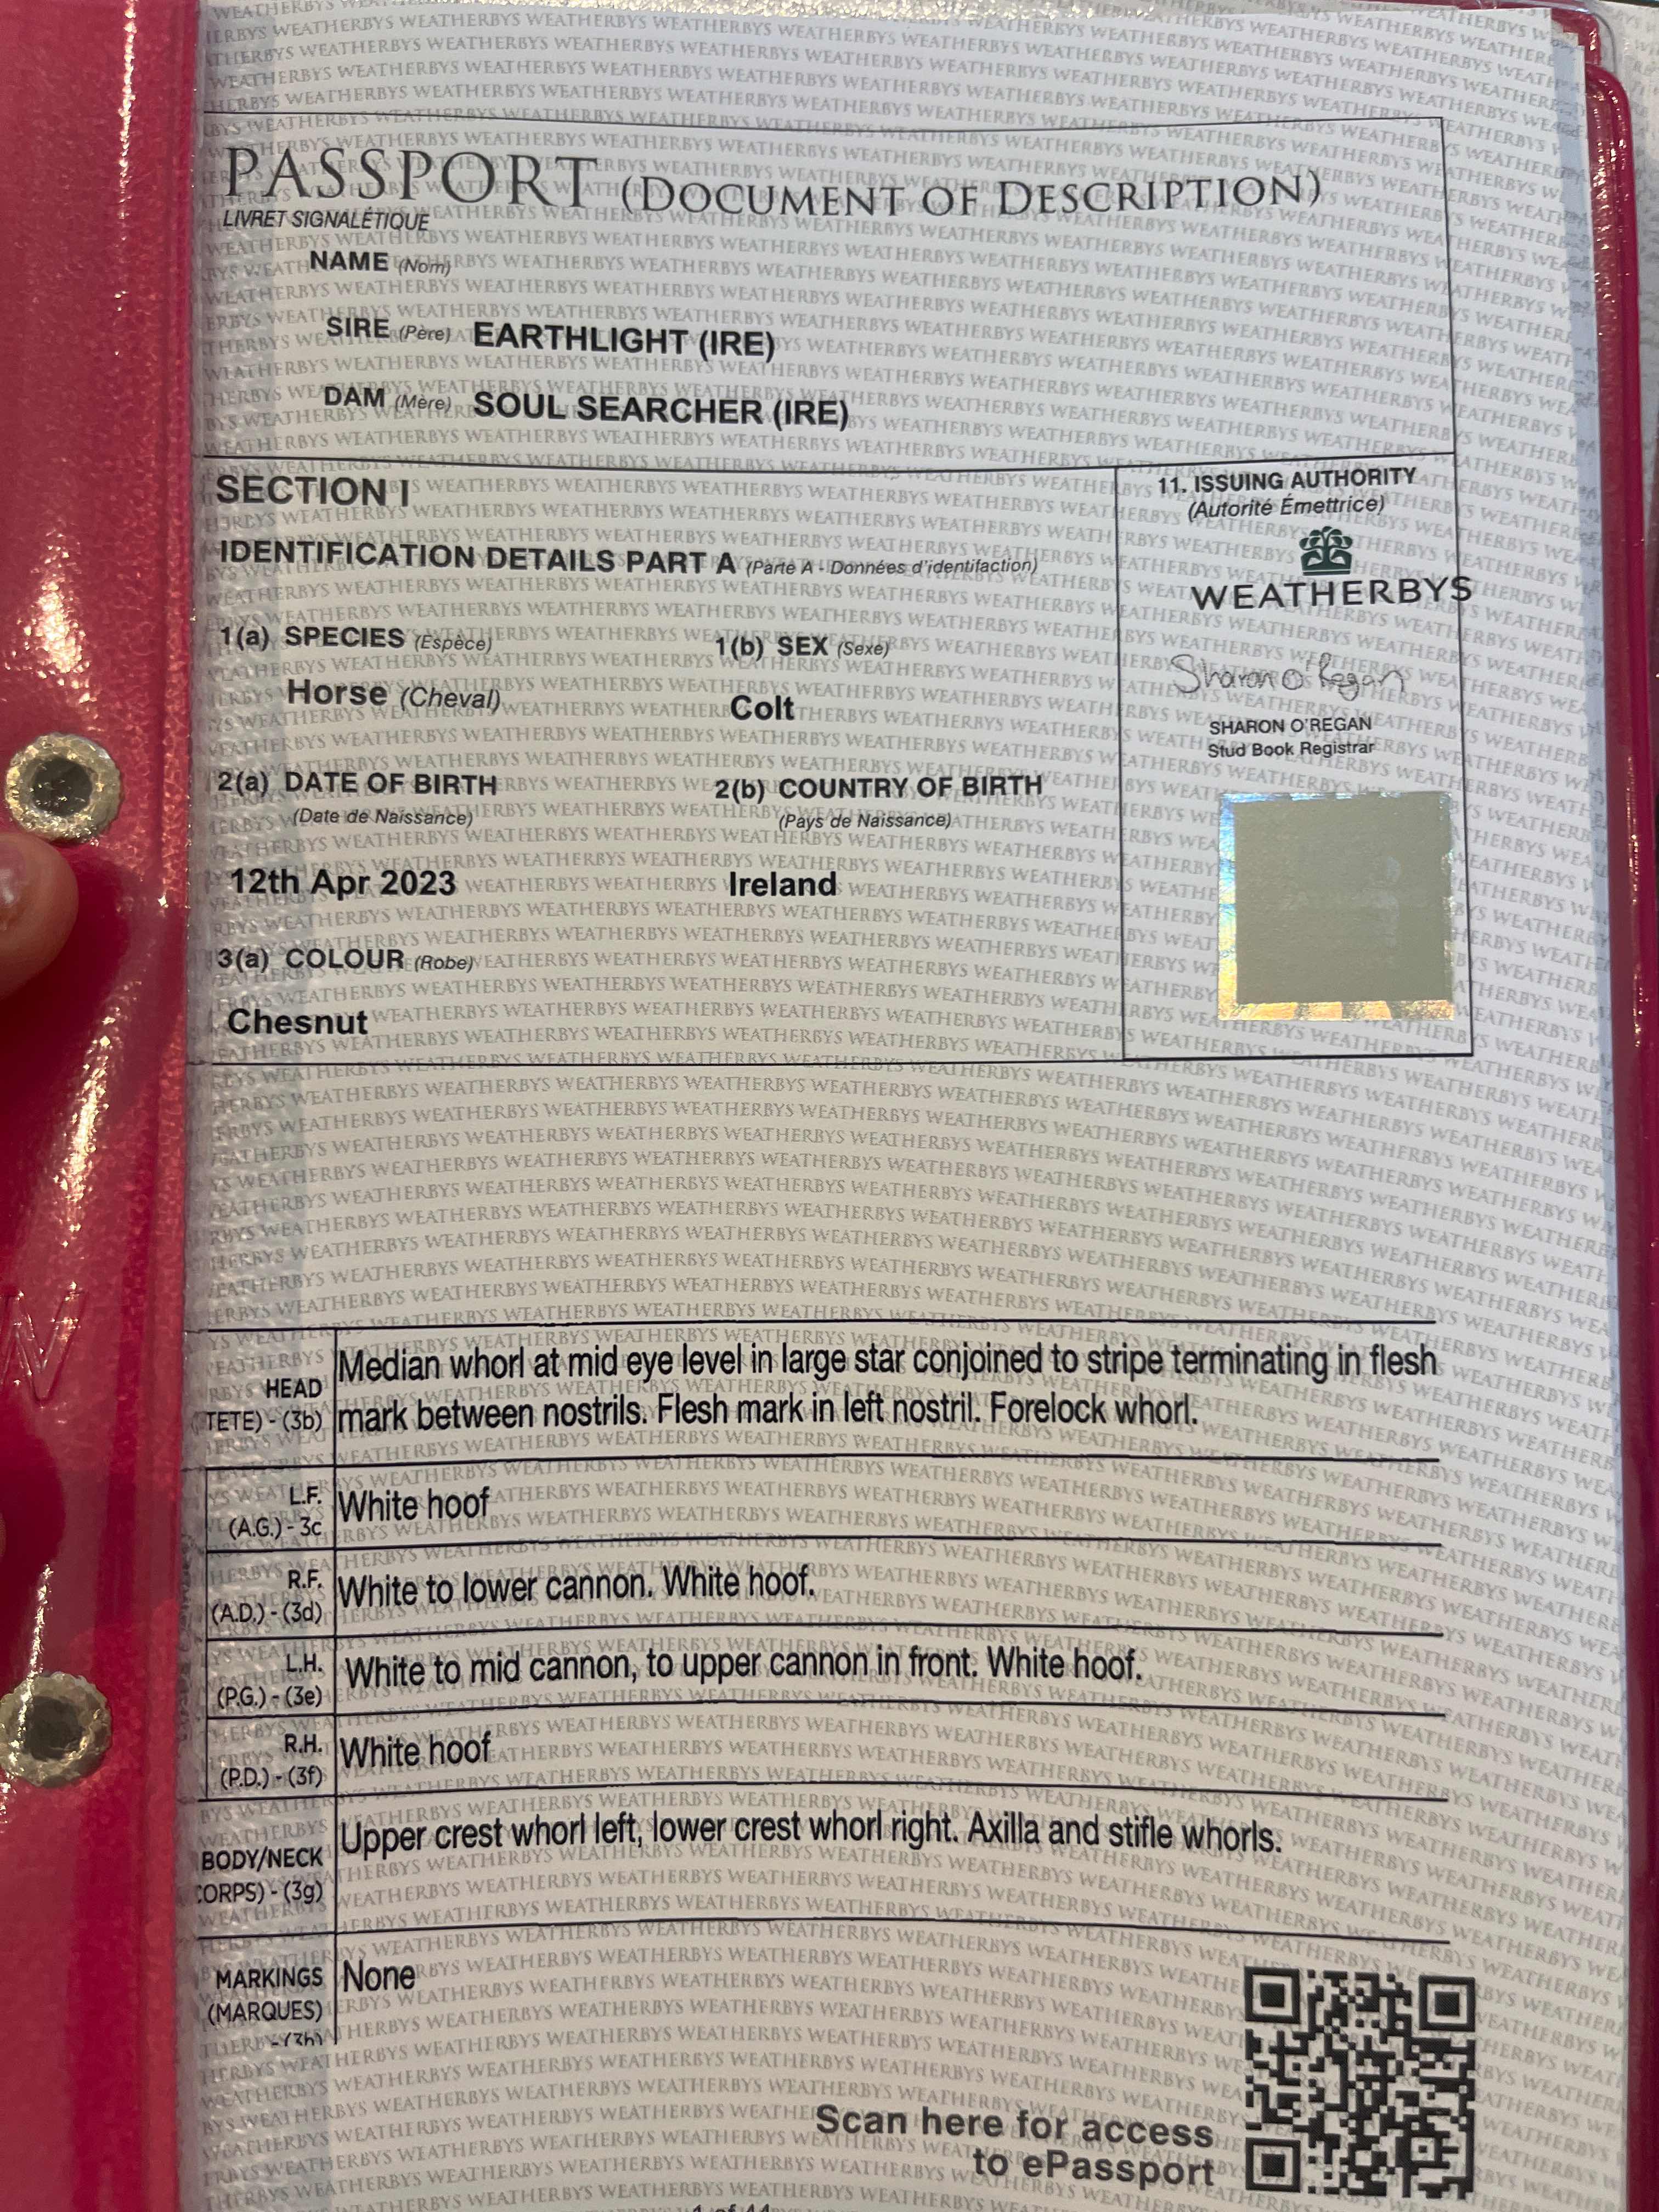 PASSPORT (DOCUMENT OF DESCRIPTION)
LIVRET SIGNALÉTIQUE
NAME (Nom)
SIRE (Père) EARTHLIGHT (IRE)
DAM (Mère) SOUL SEARCHER (IRE)
SECTION I
IDENTIFICATION DETAILS PART A (Parte A - Données d'identifaction)
1(a) SPECIES (Espèce) 1(b) SEX (Sexe)
Horse (Cheval) Colt
2(a) DATE OF BIRTH 2(b) COUNTRY OF BIRTH
(Date de Naissance) (Pays de Naissance)
12th Apr 2023 Ireland
3(a) COLOUR (Robe)
Chesnut
11. ISSUING AUTHORITY
(Autorité Émettrice)
WEATHERBYS
Sharon O'Regan
SHARON O'REGAN
Stud Book Registrar
HEAD
TETE) - (3b)
Median whorl at mid eye level in large star conjoined to stripe terminating in flesh
mark between nostrils. Flesh mark in left nostril. Forelock whorl.
L.F.
(A.G.) - 3c
White hoof
R.F.
(A.D.) - (3d)
White to lower cannon. White hoof.
L.H.
(P.G.) - (3e)
White to mid cannon, to upper cannon in front. White hoof.
R.H.
(P.D.) - (3f)
White hoof
BODY/NECK
CORPS) - (3g)
Upper crest whorl left, lower crest whorl right. Axilla and stifle whorls.
MARKINGS
(MARQUES)
- (3h)
None
Scan here for access
to ePassport